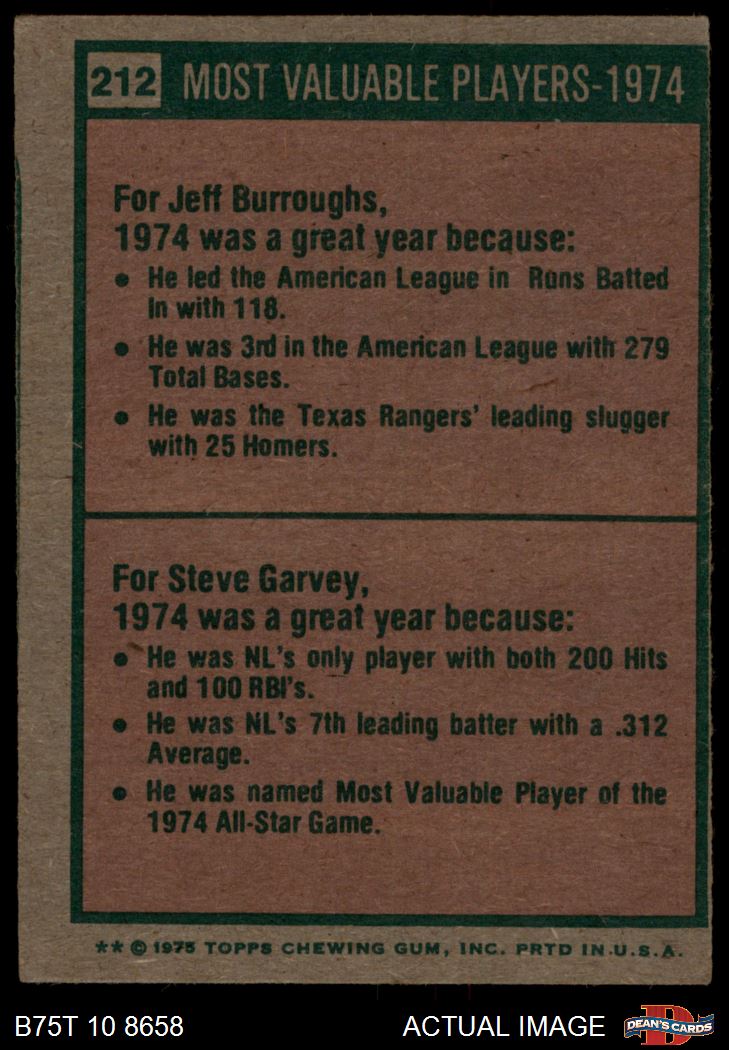 212 MOST VALUABLE PLAYERS-1974
For Jeff Burroughs,
1974 was a great year because:
• He led the American League in Runs Batted
In with 118.
• He was 3rd in the American League with 279
Total Bases.
• He was the Texas Rangers' leading slugger
with 25 Homers.
For Steve Garvey,
1974 was a great year because:
• He was NL's only player with both 200 Hits
and 100 RBI's.
• He was NL's 7th leading batter with a .312
Average.
• He was named Most Valuable Player of the
1974 All-Star Game.
** © 1975 TOPPS CHEWING GUM, INC. PRTD IN.U.S.A.
B75T 10 8658 ACTUAL IMAGE DEAN'S CARDS